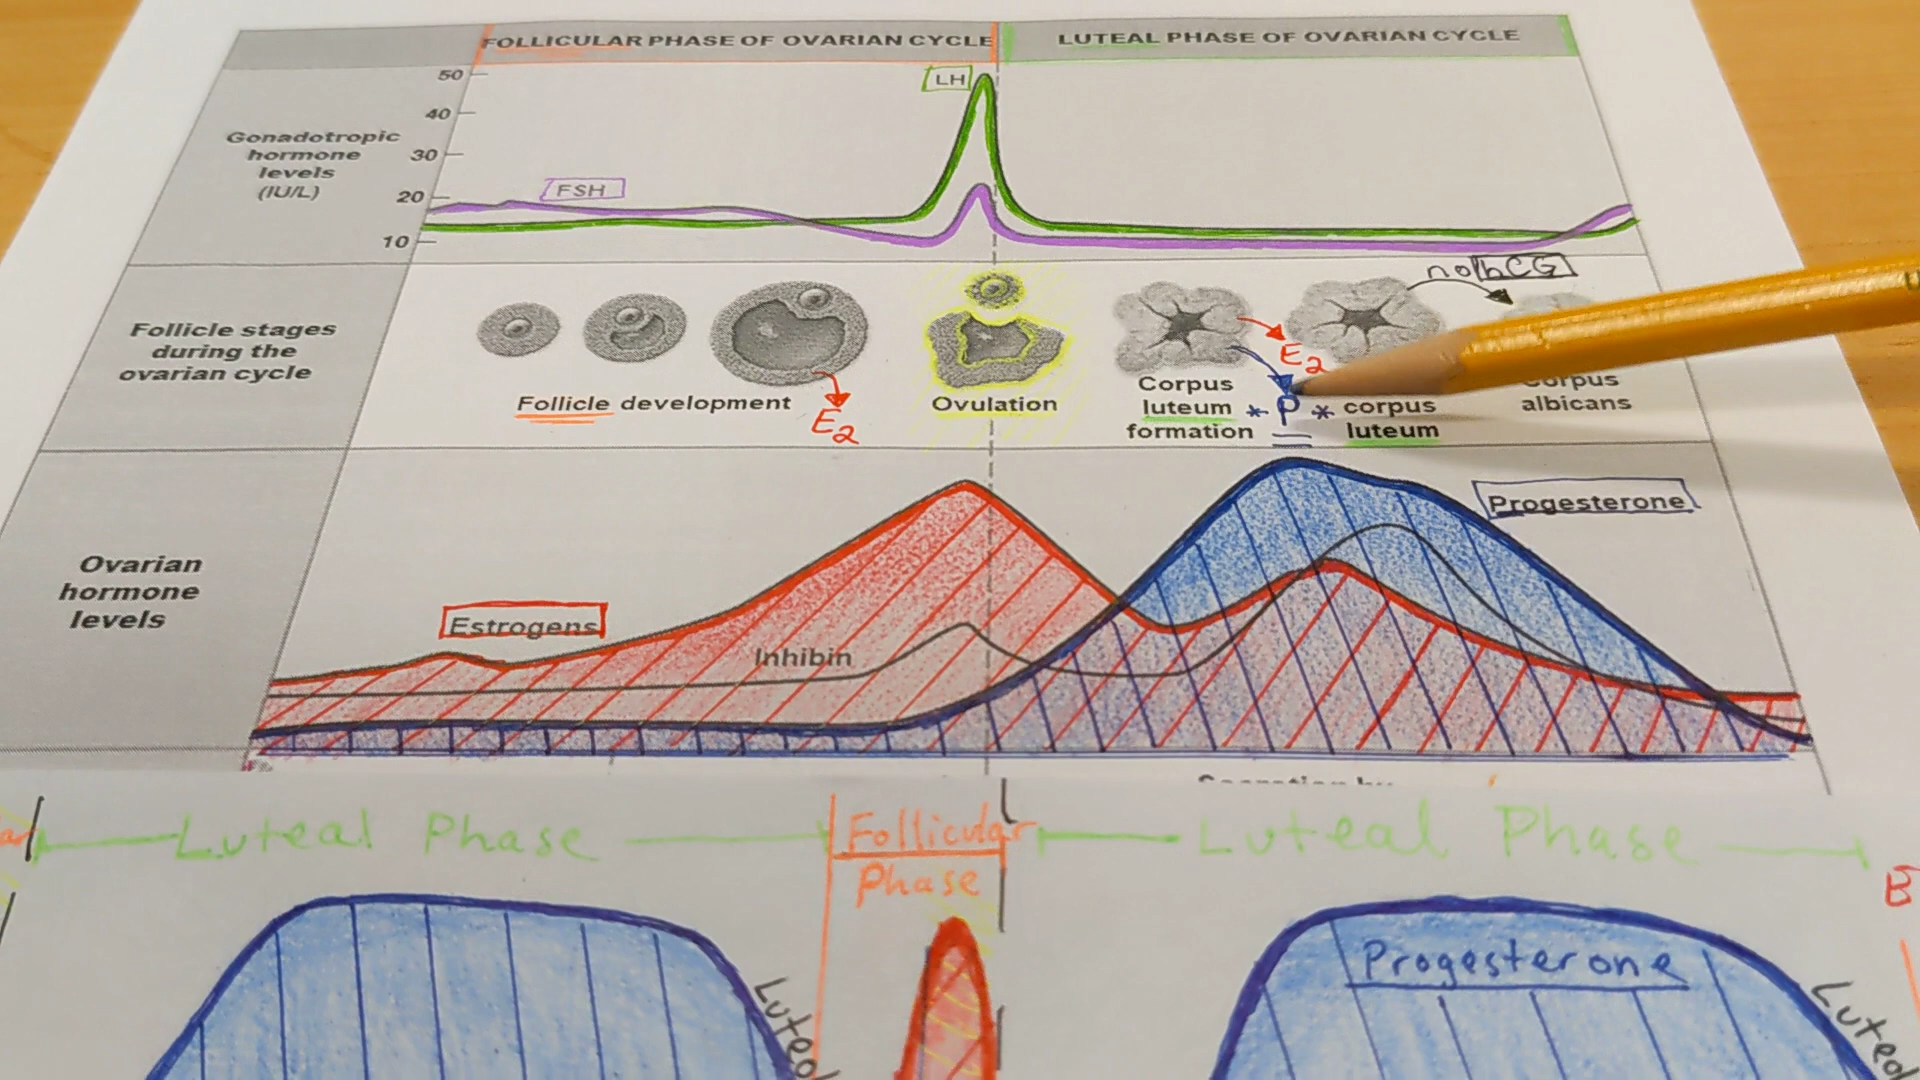 FOLLICULAR PHASE OF OVARIAN CYCLE
LUTEAL PHASE OF OVARIAN CYCLE
Gonadotropic
hormone
levels
(IU/L)
50
40
30
20
10
LH
FSH
Follicle stages
during the
ovarian cycle
Follicle development
E2
Ovulation
Corpus
luteum
formation
E2
* P *
corpus
luteum
no hCG
Corpus
albicans
Ovarian
hormone
levels
Estrogens
Inhibin
Progesterone
Luteal Phase
Follicular
Phase
Luteal Phase
Progesterone